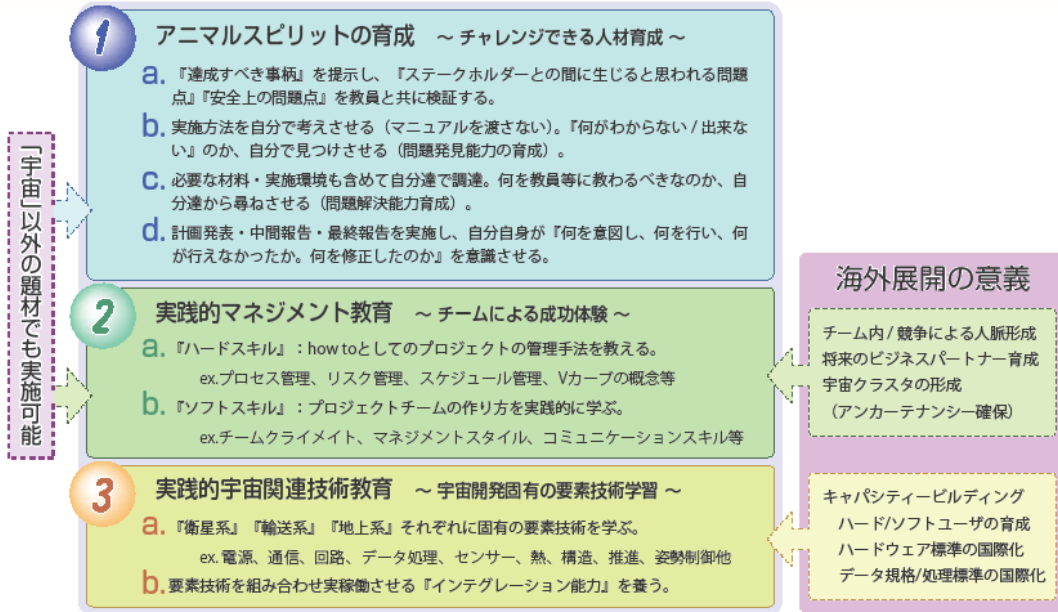 「宇宙」以外の題材でも実施可能
1 アニマルスピリットの育成 ～ チャレンジできる人材育成 ～
a. 『達成すべき事柄』を提示し、『ステークホルダーとの間に生じると思われる問題
点』『安全上の問題点』を教員と共に検証する。
b. 実施方法を自分で考えさせる（マニュアルを渡さない）。『何がわからない / 出来な
い』のか、自分で見つけさせる（問題発見能力の育成）。
c. 必要な材料・実施環境も含めて自分達で調達。何を教員等に教わるべきなのか、自
分達から尋ねさせる（問題解決能力育成）。
d. 計画発表・中間報告・最終報告を実施し、自分自身が『何を意図し、何を行い、何
が行えなかったか。何を修正したのか』を意識させる。
2 実践的マネジメント教育 ～ チームによる成功体験 ～
a. 『ハードスキル』：how toとしてのプロジェクトの管理手法を教える。
ex.プロセス管理、リスク管理、スケジュール管理、Vカーブの概念等
b. 『ソフトスキル』：プロジェクトチームの作り方を実践的に学ぶ。
ex.チームクライメイト、マネジメントスタイル、コミュニケーションスキル等
3 実践的宇宙関連技術教育 ～ 宇宙開発固有の要素技術学習 ～
a. 『衛星系』『輸送系』『地上系』それぞれに固有の要素技術を学ぶ。
ex. 電源、通信、回路、データ処理、センサー、熱、構造、推進、姿勢制御他
b. 要素技術を組み合わせ実稼働させる『インテグレーション能力』を養う。
海外展開の意義
チーム内 / 競争による人脈形成
将来のビジネスパートナー育成
宇宙クラスタの形成
（アンカーテナンシー確保）
キャパシティービルディング
ハード/ソフトユーザの育成
ハードウェア標準の国際化
データ規格/処理標準の国際化